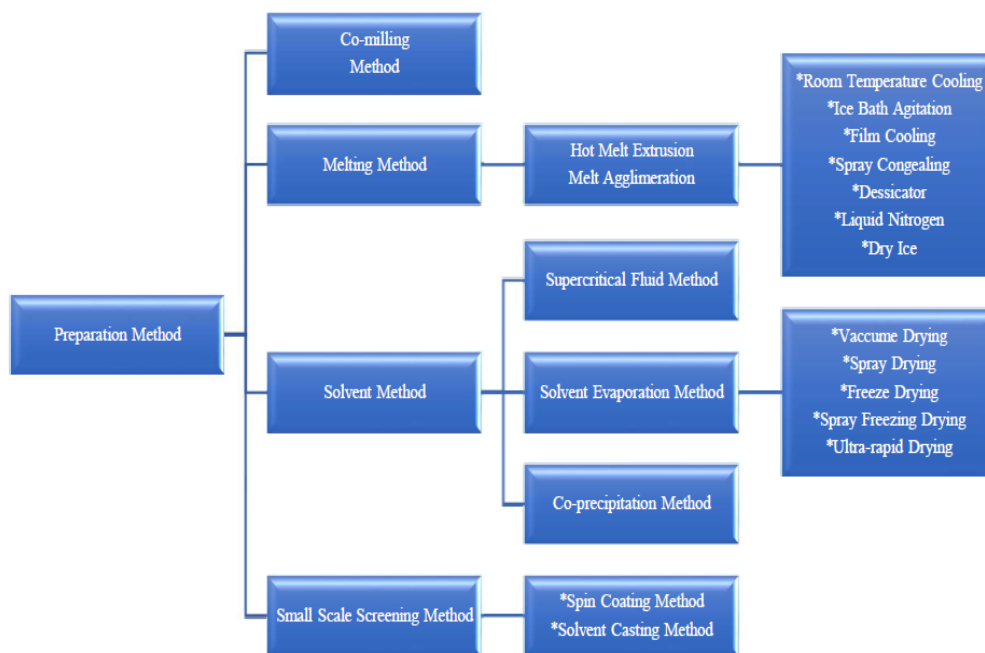 Preparation Method
Co-milling
Method
Melting Method
Hot Melt Extrusion
Melt Agglimeration
*Room Temperature Cooling
*Ice Bath Agitation
*Film Cooling
*Spray Congealing
*Dessicator
*Liquid Nitrogen
*Dry Ice
Solvent Method
Supercritical Fluid Method
Solvent Evaporation Method
*Vaccume Drying
*Spray Drying
*Freeze Drying
*Spray Freezing Drying
*Ultra-rapid Drying
Co-precipitation Method
Small Scale Screening Method
*Spin Coating Method
*Solvent Casting Method